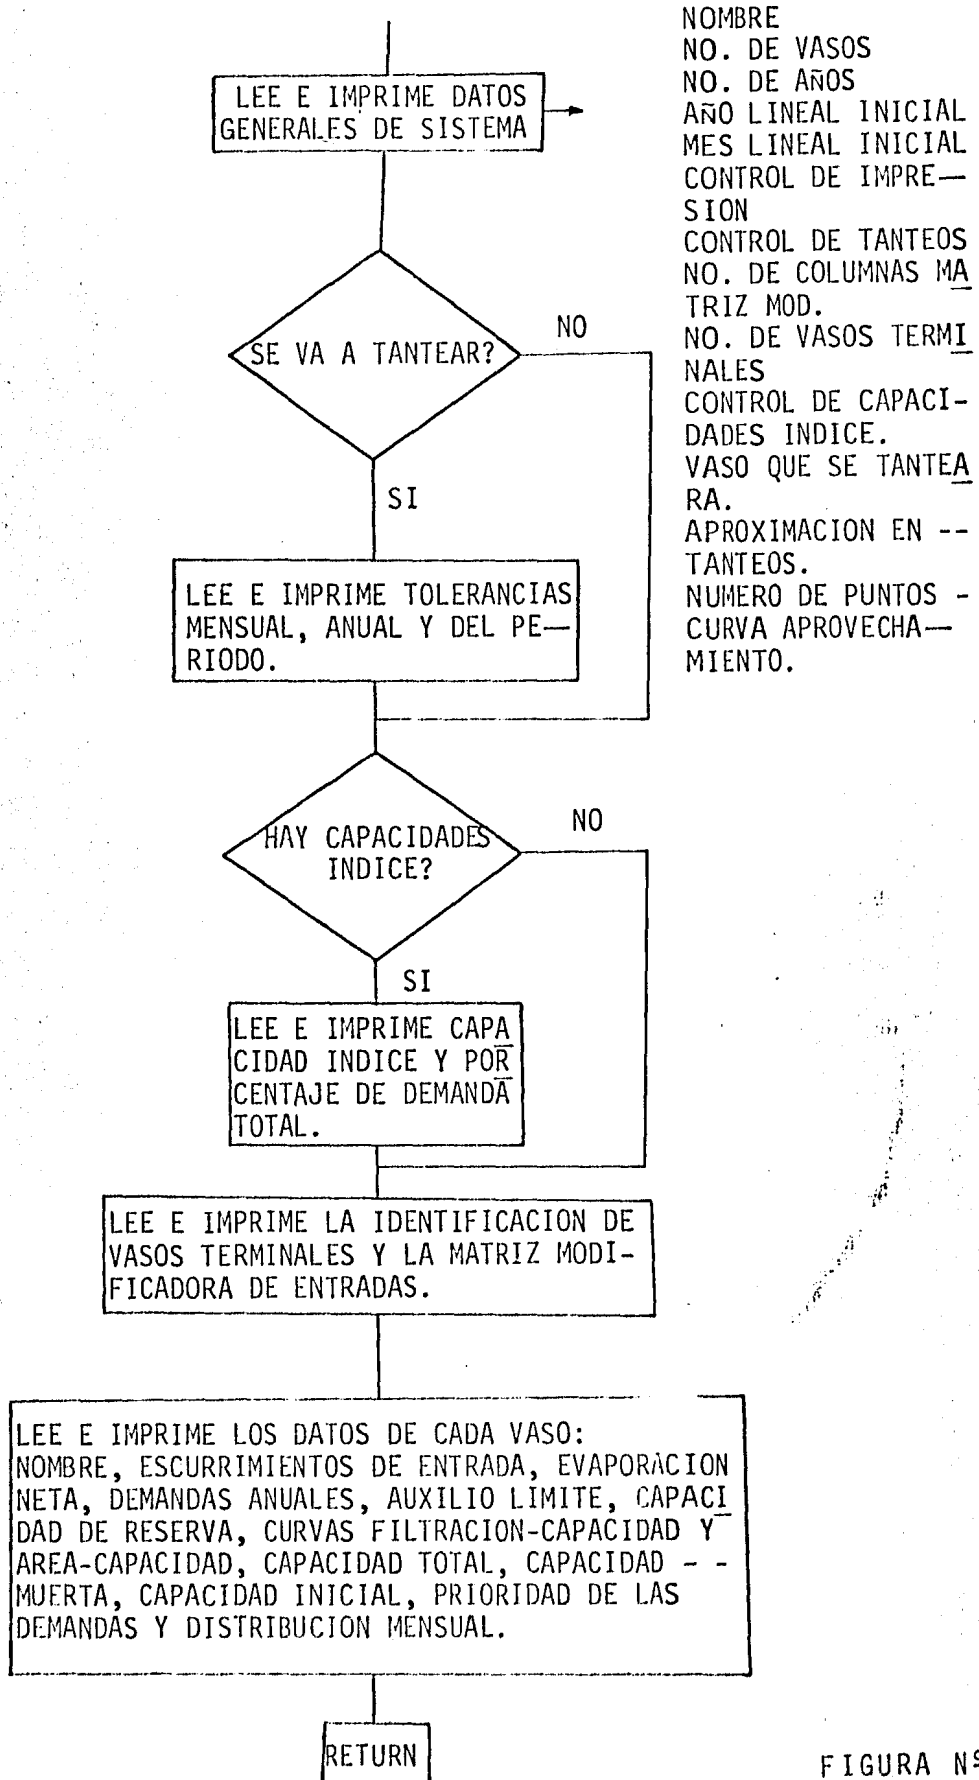 LEE E IMPRIME DATOS
GENERALES DE SISTEMA
NOMBRE
NO. DE VASOS
NO. DE AÑOS
AÑO LINEAL INICIAL
MES LINEAL INICIAL
CONTROL DE IMPRE—
SION
CONTROL DE TANTEOS
NO. DE COLUMNAS MA
TRIZ MOD.
NO. DE VASOS TERMI
NALES
CONTROL DE CAPACI-
DADES INDICE.
VASO QUE SE TANTEA
RA.
APROXIMACION EN --
TANTEOS.
NUMERO DE PUNTOS -
CURVA APROVECHA—
MIENTO.
SE VA A TANTEAR?
NO
SI
LEE E IMPRIME TOLERANCIAS
MENSUAL, ANUAL Y DEL PE—
RIODO.
HAY CAPACIDADES
INDICE?
NO
SI
LEE E IMPRIME CAPA
CIDAD INDICE Y POR
CENTAJE DE DEMANDA
TOTAL.
LEE E IMPRIME LA IDENTIFICACION DE
VASOS TERMINALES Y LA MATRIZ MODI-
FICADORA DE ENTRADAS.
LEE E IMPRIME LOS DATOS DE CADA VASO:
NOMBRE, ESCURRIMIENTOS DE ENTRADA, EVAPORACION
NETA, DEMANDAS ANUALES, AUXILIO LIMITE, CAPACI
DAD DE RESERVA, CURVAS FILTRACION-CAPACIDAD Y
AREA-CAPACIDAD, CAPACIDAD TOTAL, CAPACIDAD - -
MUERTA, CAPACIDAD INICIAL, PRIORIDAD DE LAS
DEMANDAS Y DISTRIBUCION MENSUAL.
RETURN
FIGURA Nº